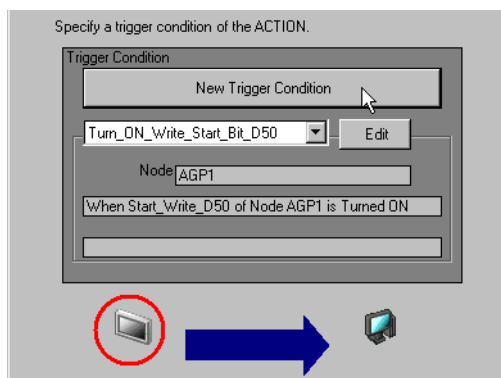 Specify a trigger condition of the ACTION.
Trigger Condition
New Trigger Condition
Turn_ON_Write_Start_Bit_D50
Edit
Node AGP1
When Start_Write_D50 of Node AGP1 is Turned ON